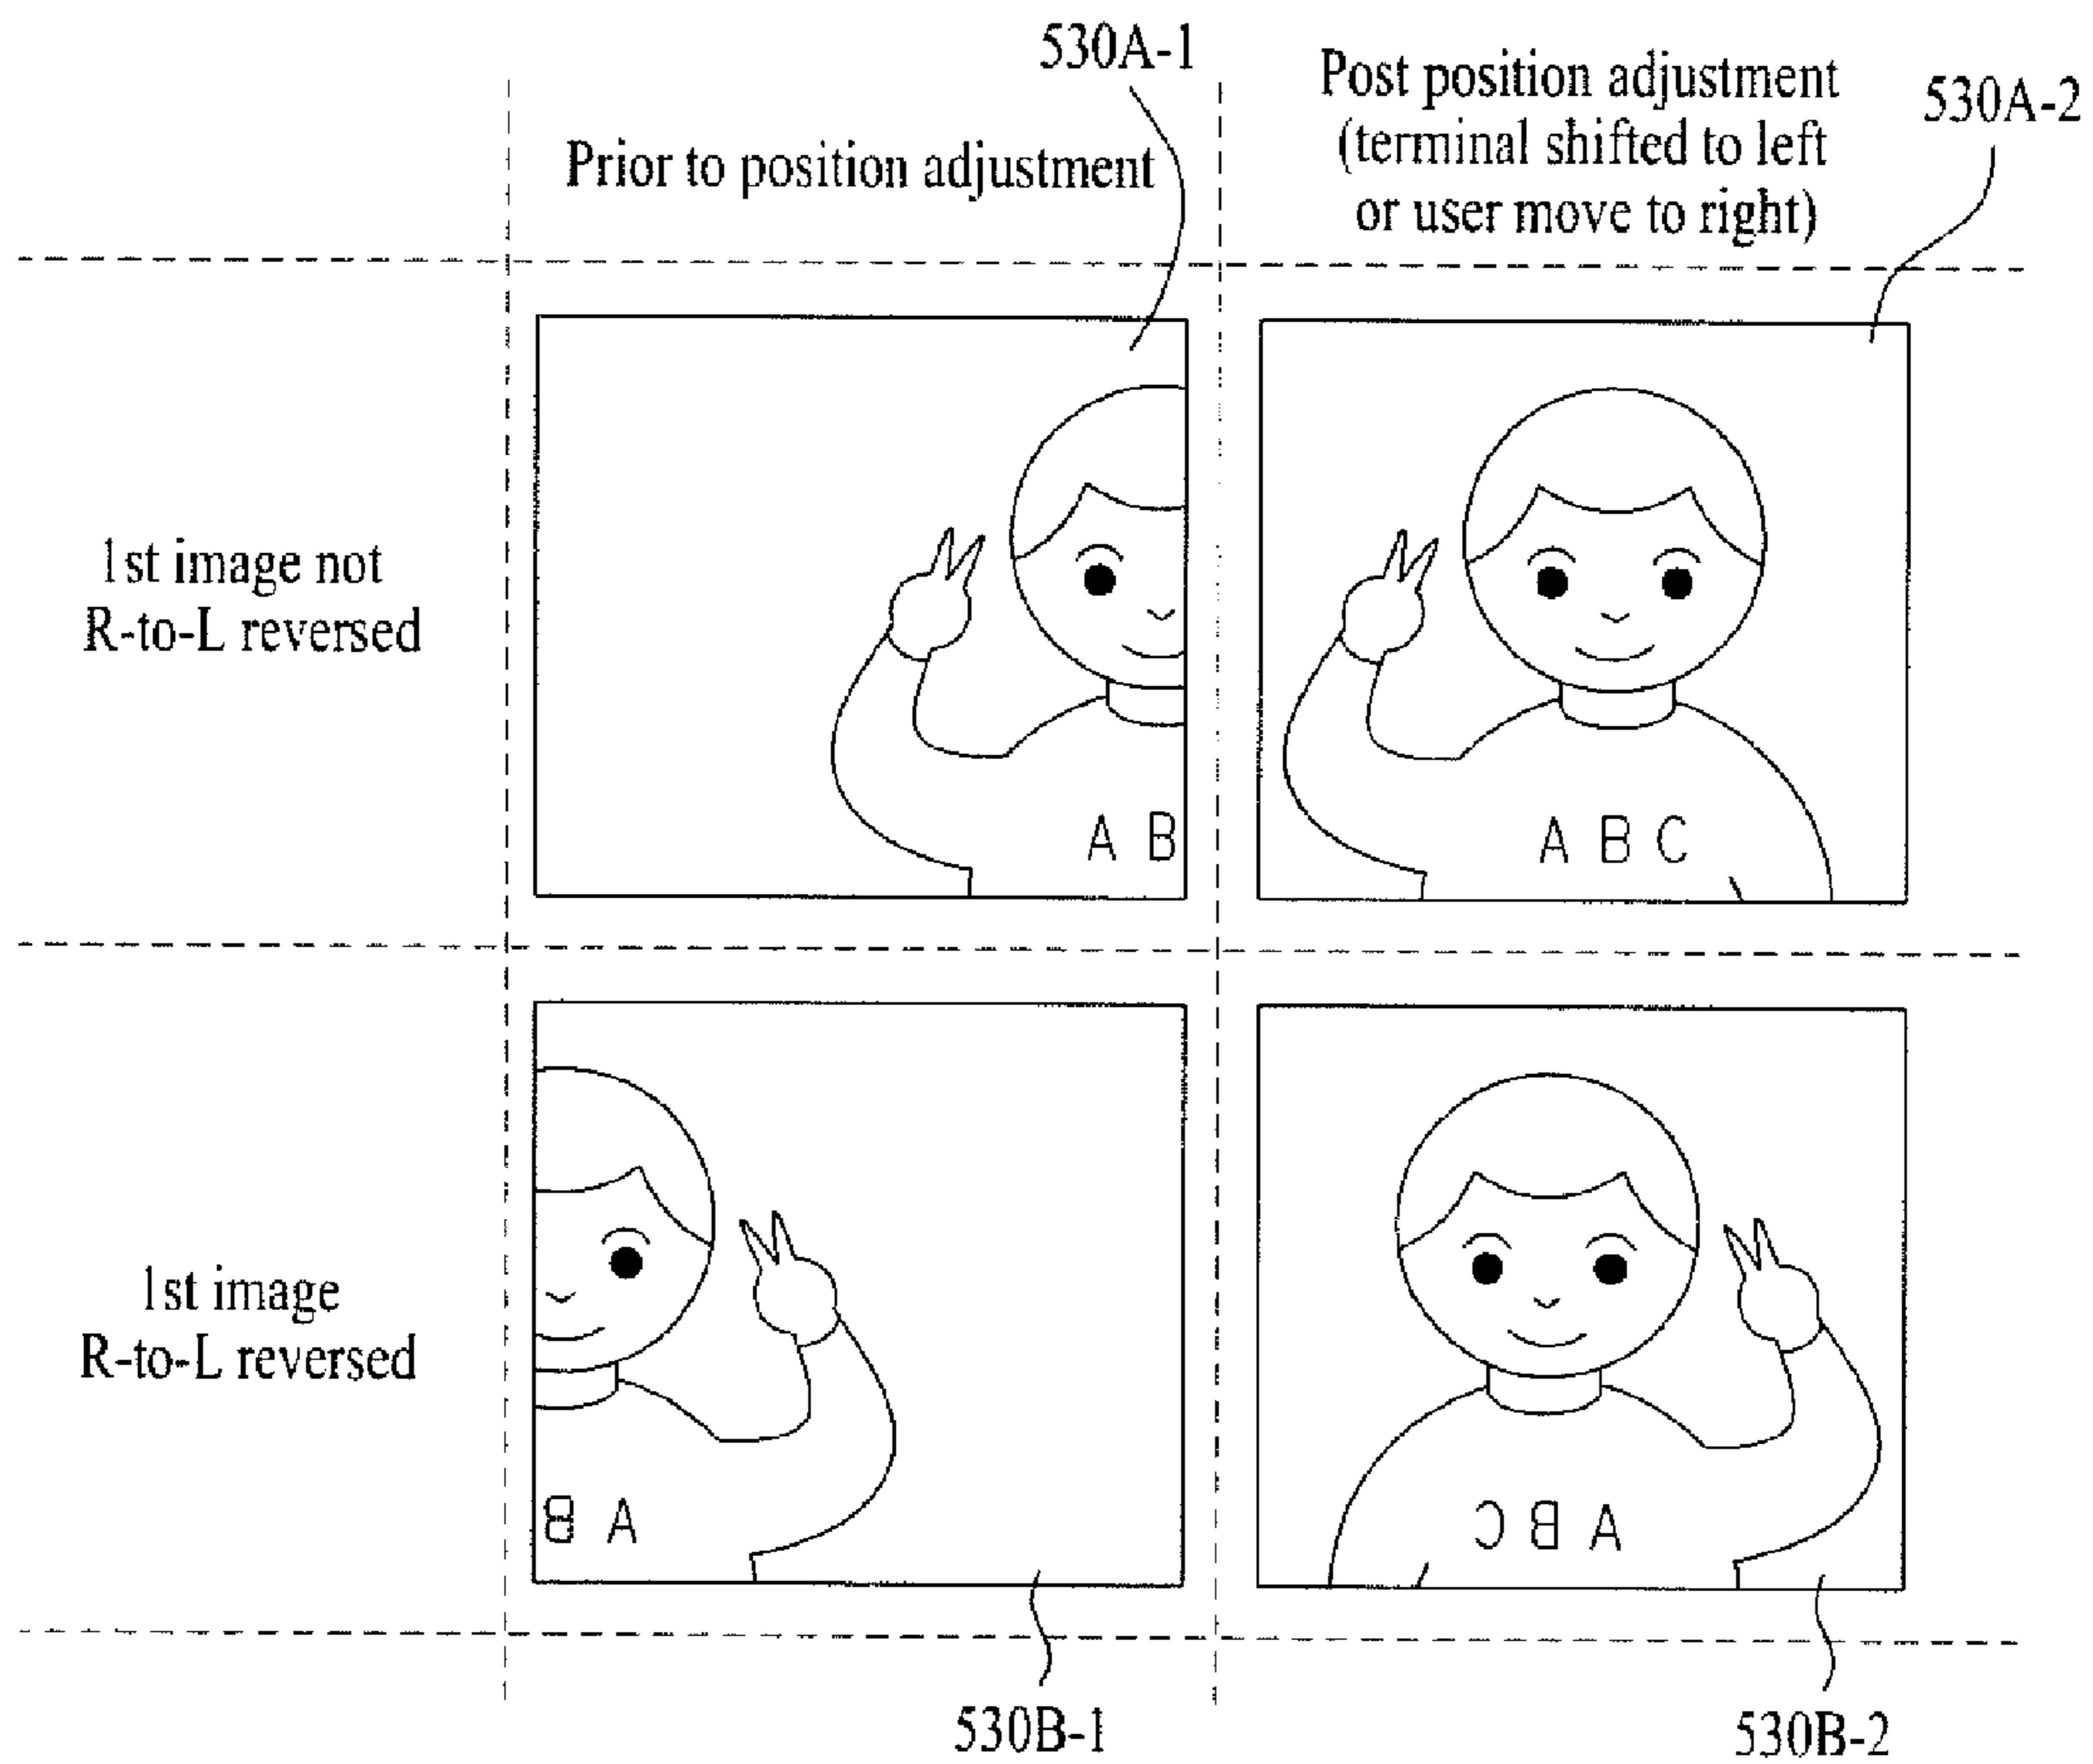 530A-1
Post position adjustment
(terminal shifted to left
or user move to right)
530A-2
Prior to position adjustment
1st image not
R-to-L reversed
A B
A B C
1st image
R-to-L reversed
B A
C B A
530B-1
530B-2